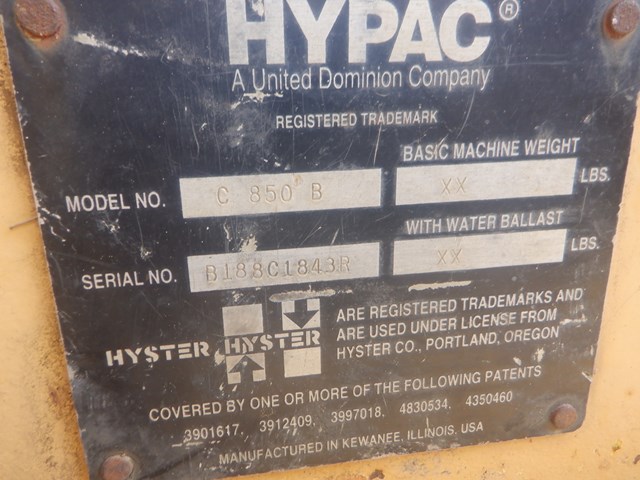 HYPAC®
A United Dominion Company
REGISTERED TRADEMARK
BASIC MACHINE WEIGHT
MODEL NO. C 850 B XX LBS.
WITH WATER BALLAST
SERIAL NO. B188C1843R XX LBS.
HYSTER HYSTER
ARE REGISTERED TRADEMARKS AND
ARE USED UNDER LICENSE FROM
HYSTER CO., PORTLAND, OREGON
COVERED BY ONE OR MORE OF THE FOLLOWING PATENTS
3901617, 3912409, 3997018, 4830534, 4350460
MANUFACTURED IN KEWANEE, ILLINOIS, USA